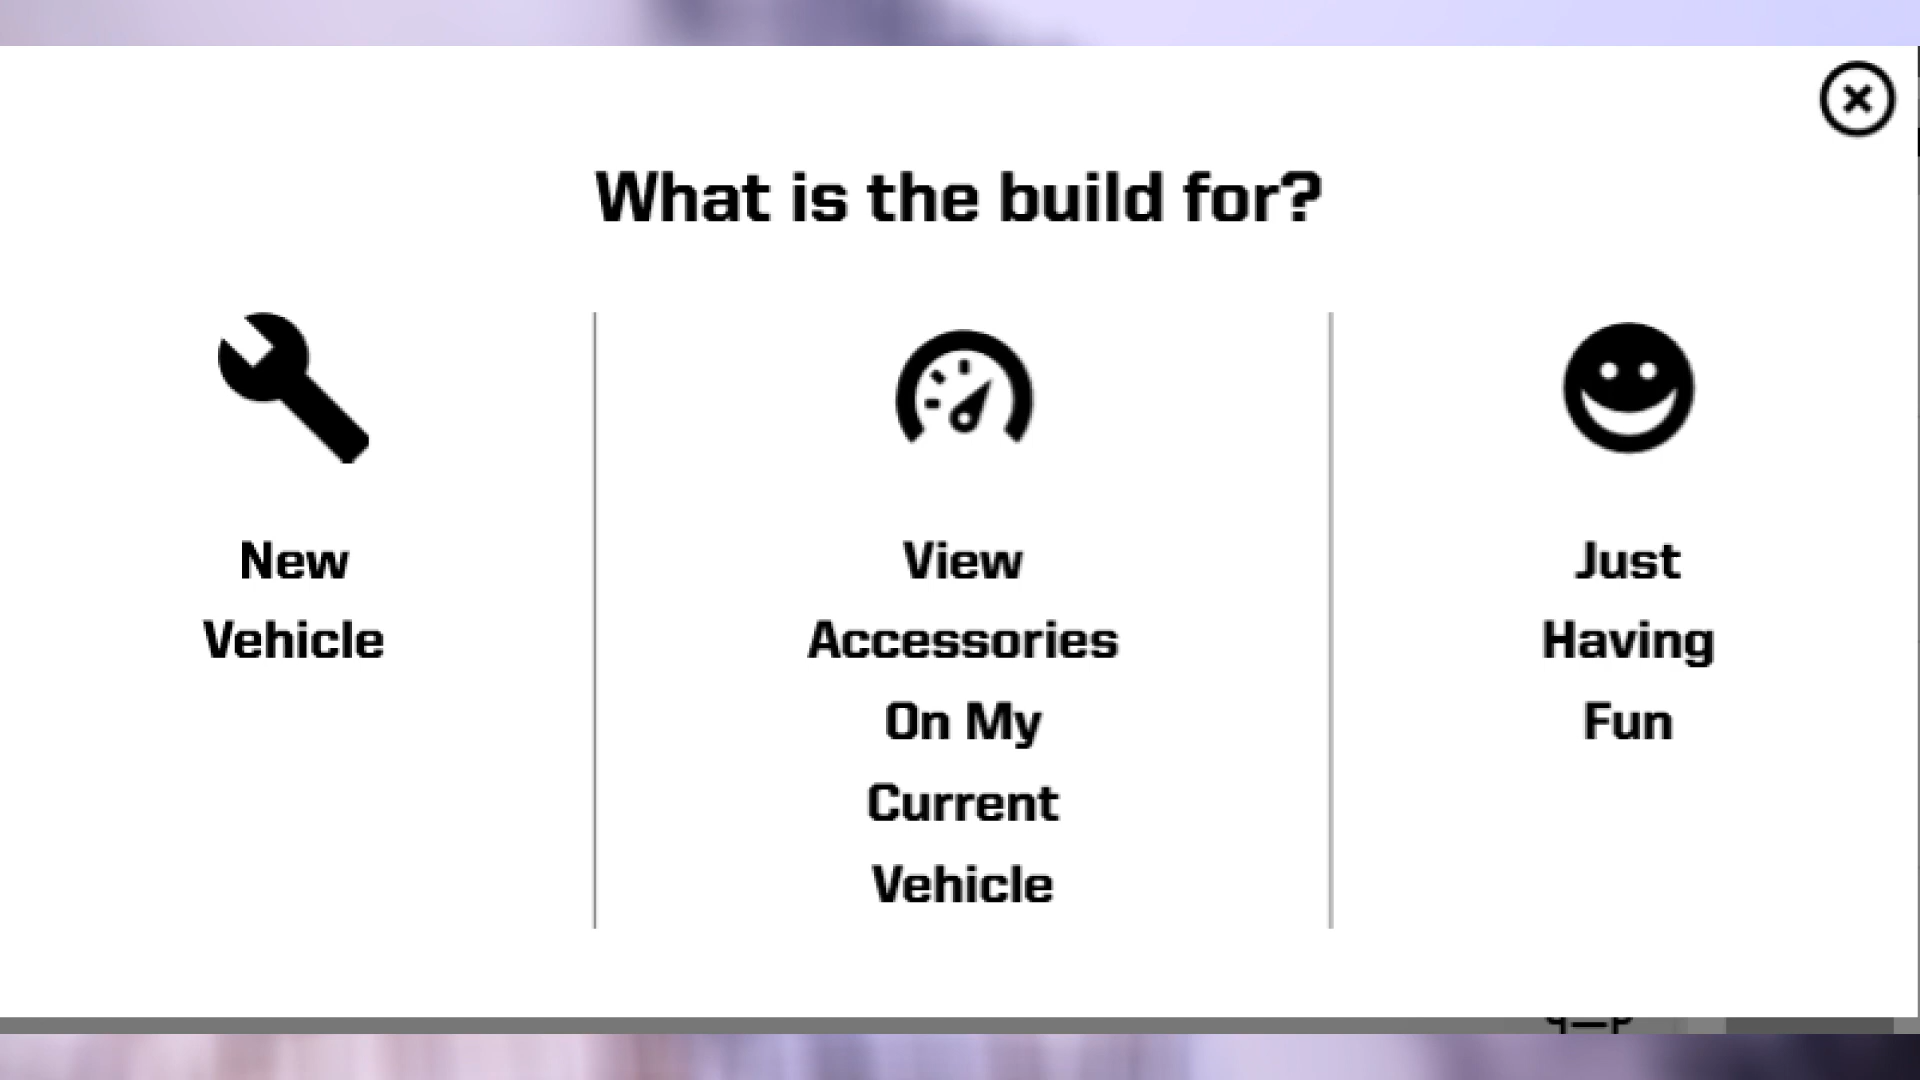 What is the build for?
New
Vehicle
View
Accessories
On My
Current
Vehicle
Just
Having
Fun